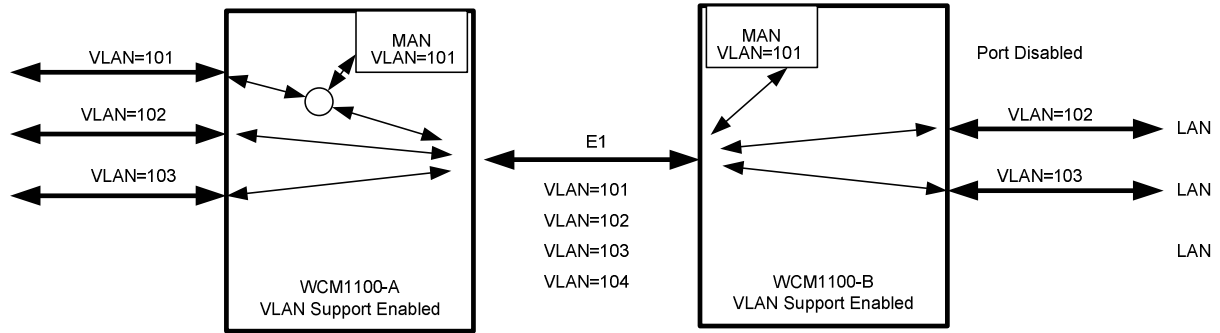 MAN
VLAN=101
VLAN=101
VLAN=102
VLAN=103
WCM1100-A
VLAN Support Enabled
E1
VLAN=101
VLAN=102
VLAN=103
VLAN=104
MAN
VLAN=101
WCM1100-B
VLAN Support Enabled
Port Disabled
VLAN=102
LAN
VLAN=103
LAN
LAN